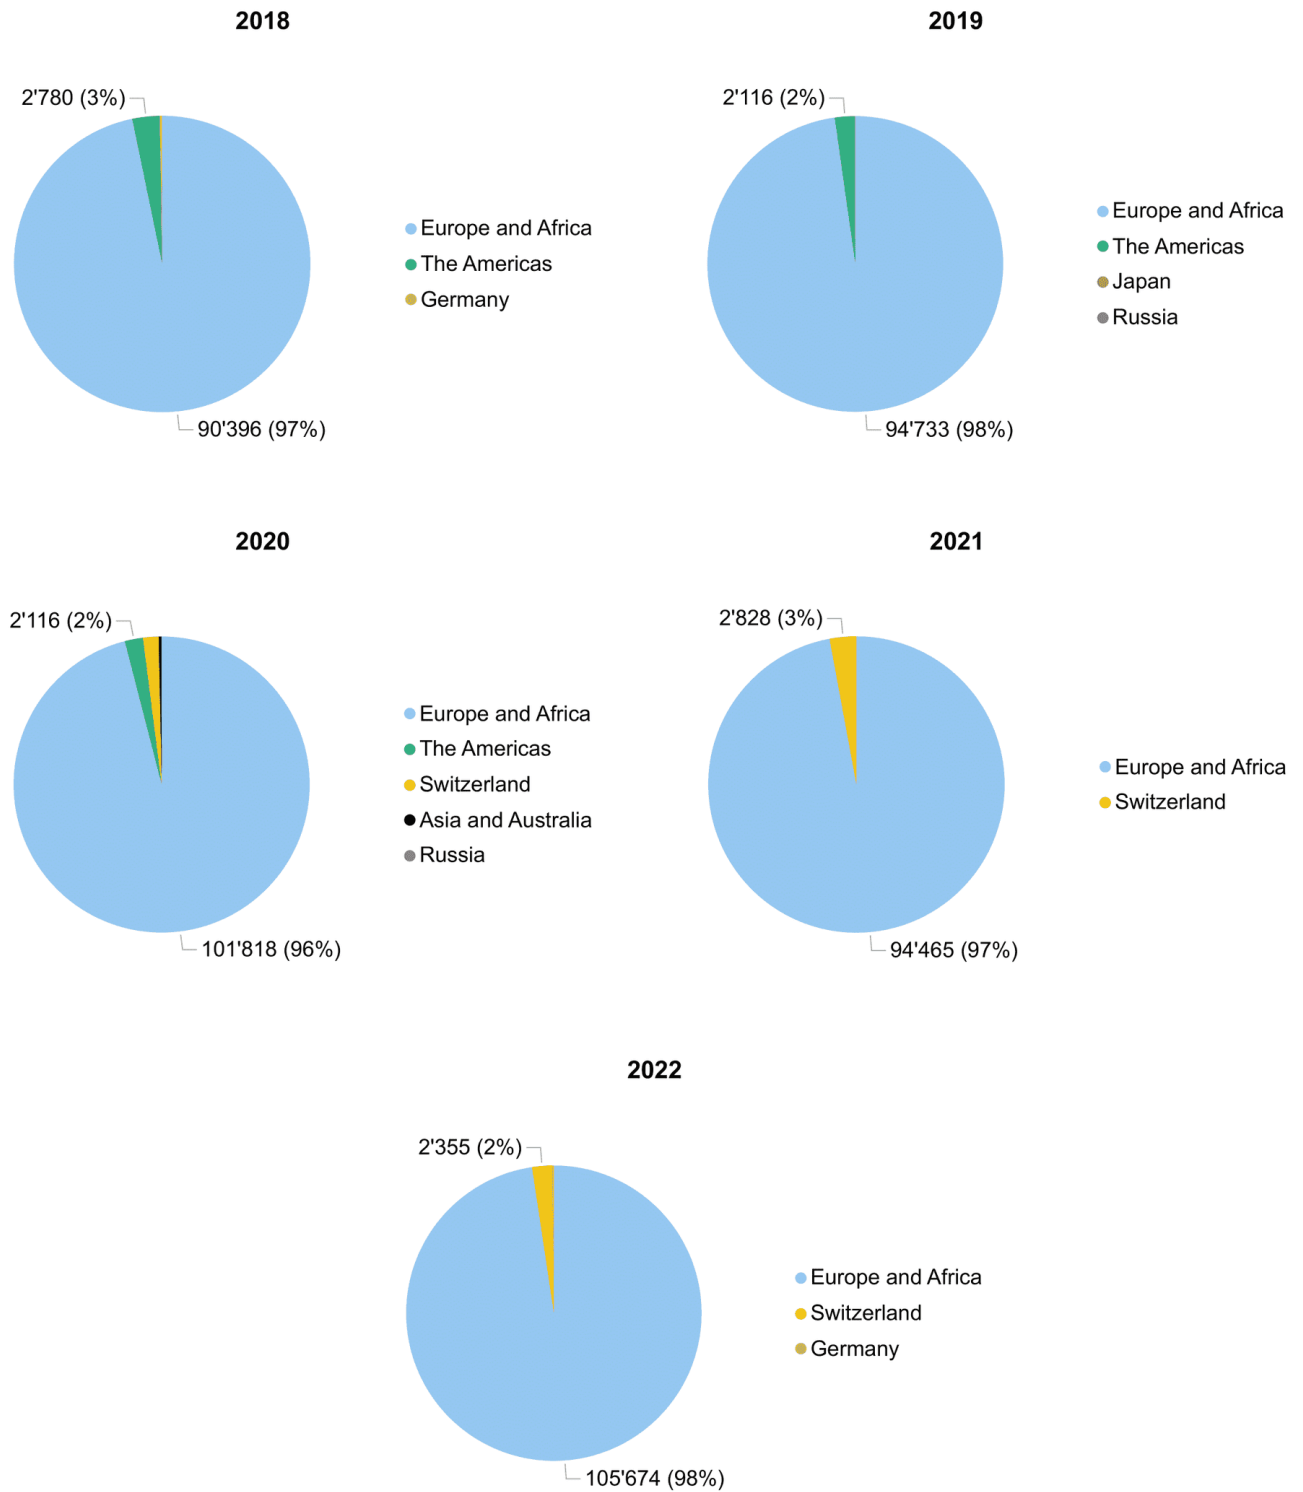 2018
2'780 (3%)
Europe and Africa
The Americas
Germany
90'396 (97%)
2019
2'116 (2%)
Europe and Africa
The Americas
Japan
Russia
94'733 (98%)
2020
2'116 (2%)
Europe and Africa
The Americas
Switzerland
Asia and Australia
Russia
101'818 (96%)
2021
2'828 (3%)
Europe and Africa
Switzerland
94'465 (97%)
2022
2'355 (2%)
Europe and Africa
Switzerland
Germany
105'674 (98%)